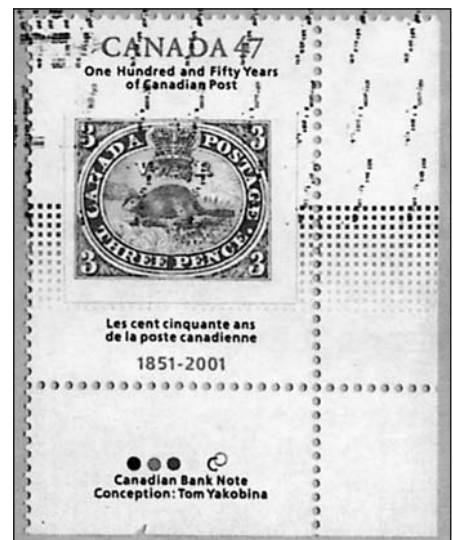 CANADA 47
One Hundred and Fifty Years
of Canadian Post
3 3
CANADA POSTAGE
V R
THREE PENCE
3 3
Les cent cinquante ans
de la poste canadienne
1851-2001
Canadian Bank Note
Conception: Tom Yakobina